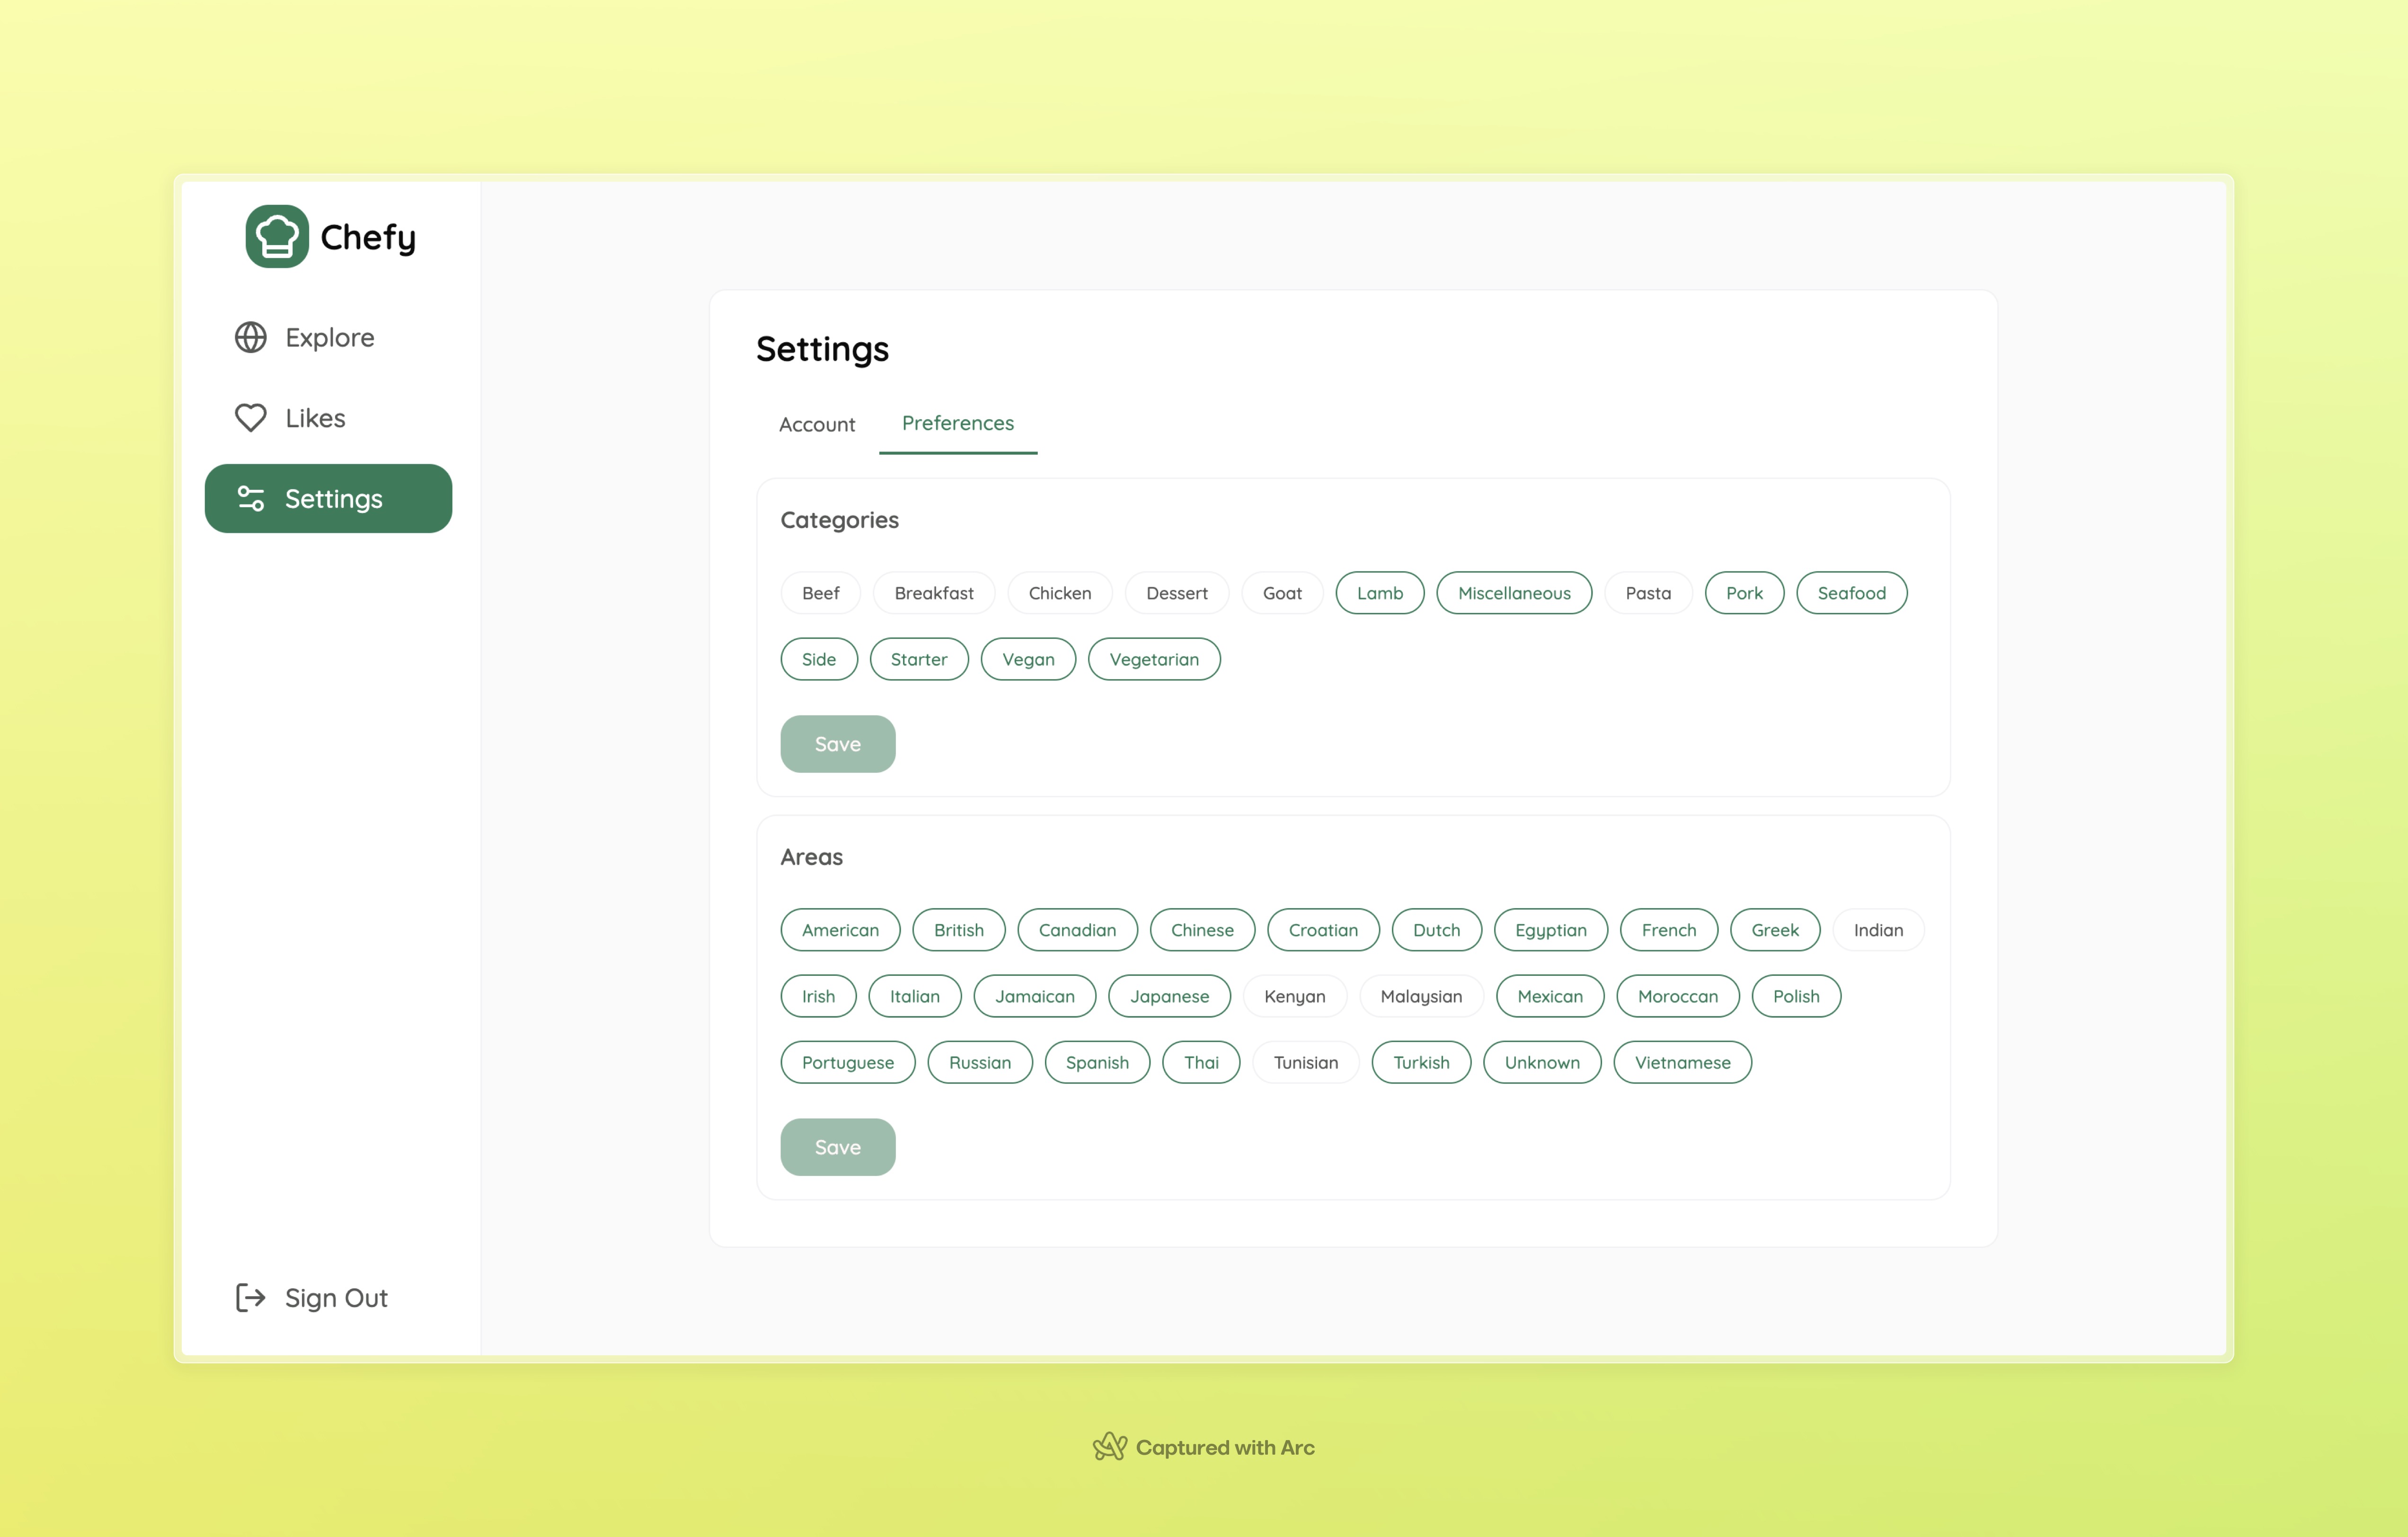 Chefy
Explore
Likes
Settings
Sign Out
Settings
Account Preferences
Categories
Beef Breakfast Chicken Dessert Goat Lamb Miscellaneous Pasta Pork Seafood
Side Starter Vegan Vegetarian
Save
Areas
American British Canadian Chinese Croatian Dutch Egyptian French Greek Indian
Irish Italian Jamaican Japanese Kenyan Malaysian Mexican Moroccan Polish
Portuguese Russian Spanish Thai Tunisian Turkish Unknown Vietnamese
Save
Captured with Arc